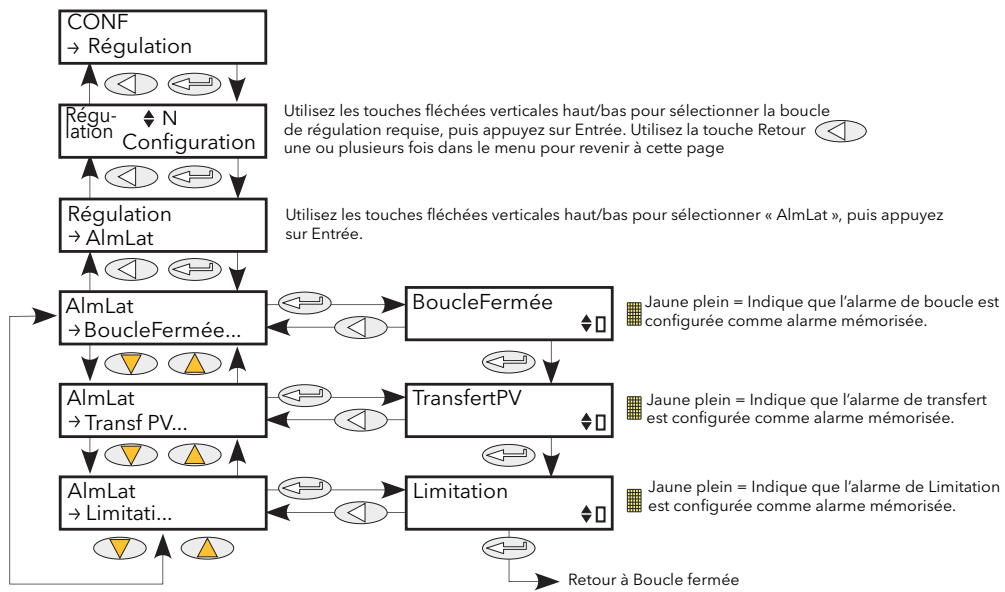 CONF
→ Régulation
Régu-
lation
N
Configuration
Utilisez les touches fléchées verticales haut/bas pour sélectionner la boucle
de régulation requise, puis appuyez sur Entrée. Utilisez la touche Retour
une ou plusieurs fois dans le menu pour revenir à cette page
Régulation
→ AlmLat
Utilisez les touches fléchées verticales haut/bas pour sélectionner « AlmLat », puis appuyez
sur Entrée.
AlmLat
→BoucleFermée...
BoucleFermée
Jaune plein = Indique que l'alarme de boucle est
configurée comme alarme mémorisée.
AlmLat
→ Transf PV...
TransfertPV
Jaune plein = Indique que l'alarme de transfert
est configurée comme alarme mémorisée.
AlmLat
→ Limitati...
Limitation
Jaune plein = Indique que l'alarme de Limitation
est configurée comme alarme mémorisée.
Retour à Boucle fermée